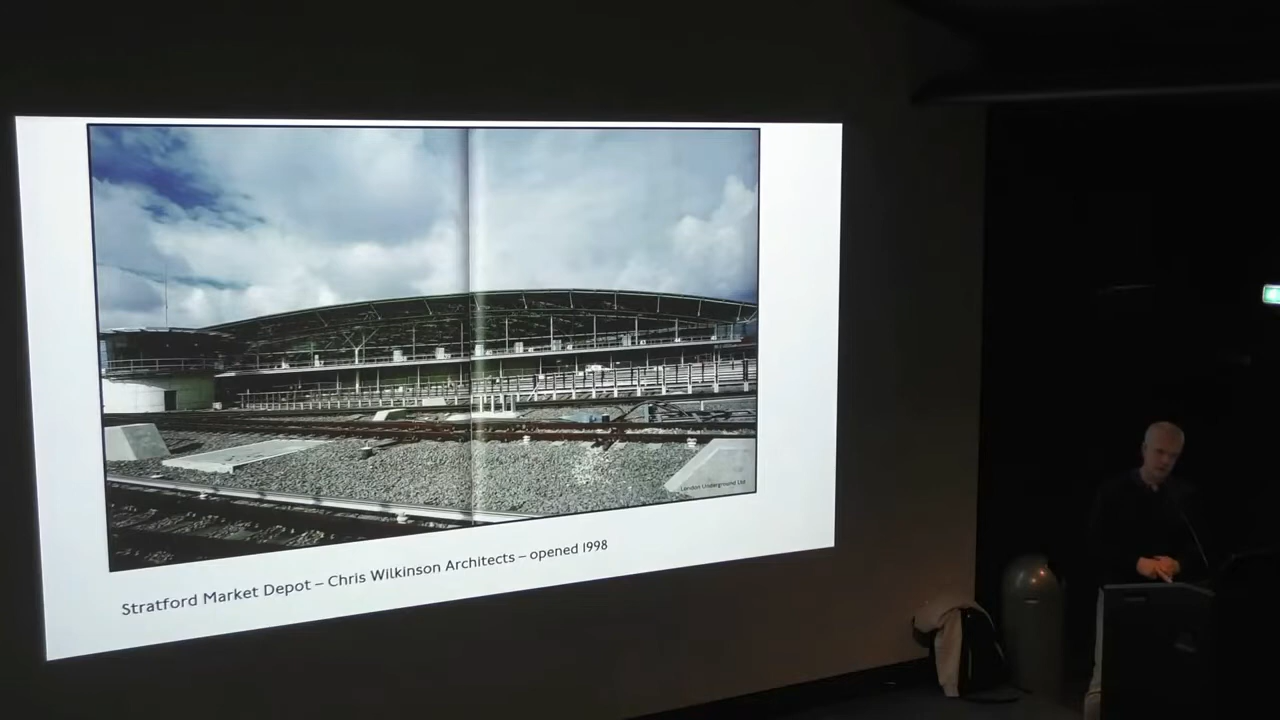 London Underground Ltd
Stratford Market Depot – Chris Wilkinson Architects – opened 1998